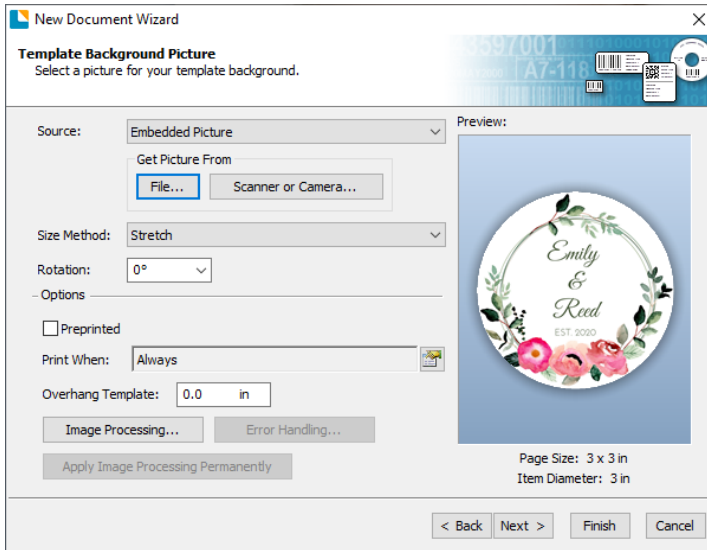 New Document Wizard
Template Background Picture
Select a picture for your template background.
93597001
A7-118
Source:
Embedded Picture
Get Picture From
File...
Scanner or Camera...
Size Method:
Stretch
Rotation:
0°
Options
Preprinted
Print When:
Always
Overhang Template:
0.0 in
Image Processing...
Error Handling...
Apply Image Processing Permanently
Preview:
Emily
&
Reed
EST. 2020
Page Size: 3 x 3 in
Item Diameter: 3 in
< Back
Next >
Finish
Cancel